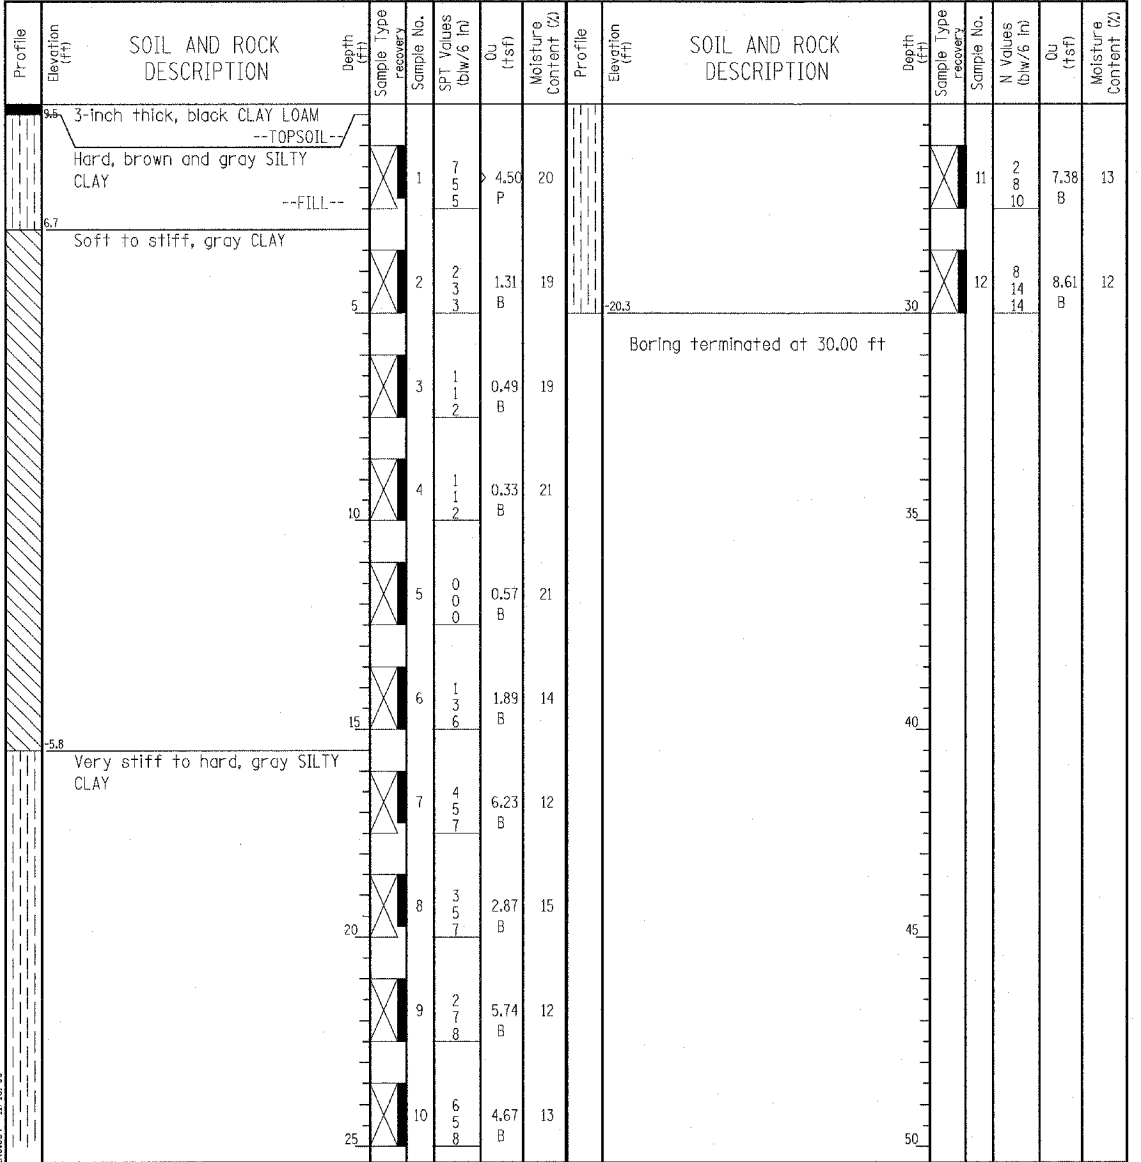 Profile
Elevation (ft)
SOIL AND ROCK
DESCRIPTION
Depth (ft)
Sample Type
recovery
Sample No.
SPT Values
(blw/6 in)
Qu
(tsf)
Moisture
Content (%)
Profile
Elevation (ft)
SOIL AND ROCK
DESCRIPTION
Depth (ft)
Sample Type
recovery
Sample No.
N Values
(blw/6 in)
Qu
(tsf)
Moisture
Content (%)
9.5 3-inch thick, black CLAY LOAM
--TOPSOIL--
Hard, brown and gray SILTY
CLAY
--FILL--
1
7
5
5
> 4.50
P
20
6.7
Soft to stiff, gray CLAY
5
2
2
3
3
1.31
B
19
3
1
1
2
0.49
B
19
10
4
1
1
2
0.33
B
21
5
0
0
0
0.57
B
21
15
6
1
3
6
1.89
B
14
-5.8
Very stiff to hard, gray SILTY
CLAY
7
4
5
7
6.23
B
12
20
8
3
5
7
2.87
B
15
9
2
7
8
5.74
B
12
25
10
6
5
8
4.67
B
13
11
2
8
10
7.38
B
13
12
8
14
14
8.61
B
12
-20.3
30
Boring terminated at 30.00 ft
35
40
45
50